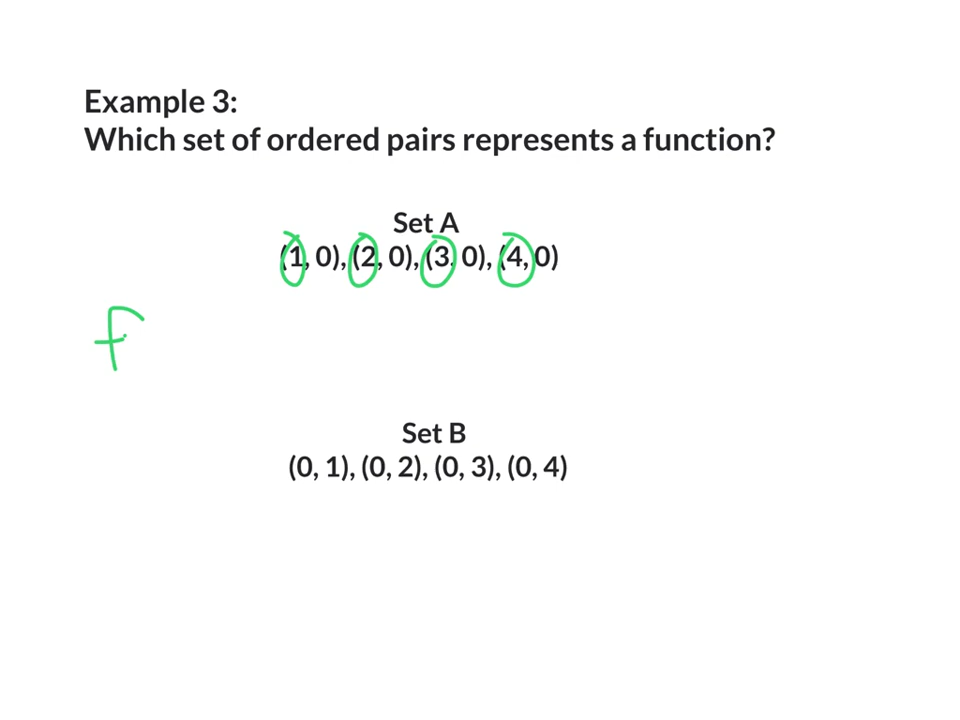 Example 3:
Which set of ordered pairs represents a function?
Set A
(1, 0), (2, 0), (3, 0), (4, 0)
F
Set B
(0, 1), (0, 2), (0, 3), (0, 4)